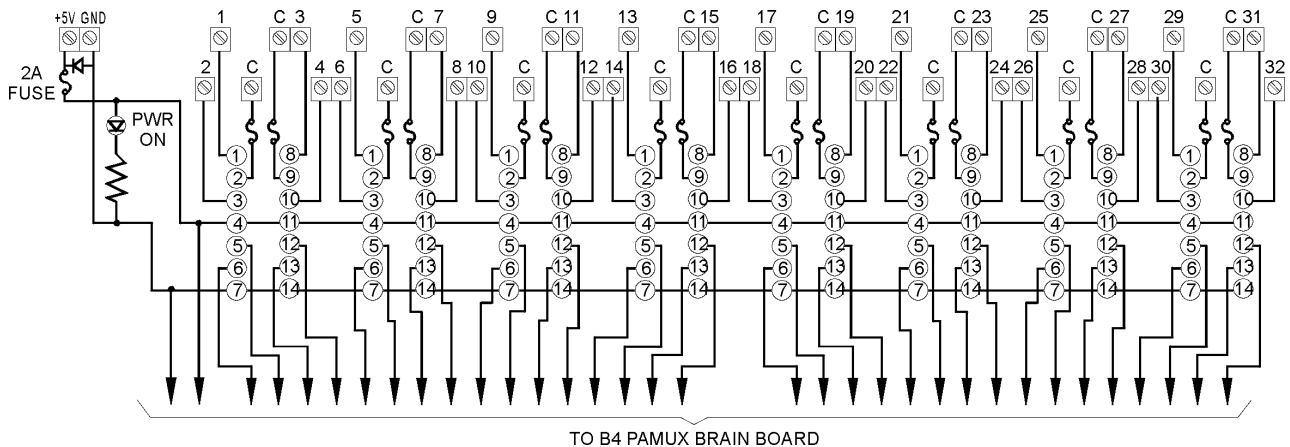 +5V GND 1 C 3 5 C 7 9 C 11 13 C 15 17 C 19 21 C 23 25 C 27 29 C 31
2 C 4 6 C 8 10 C 12 14 C 16 18 C 20 22 C 24 26 C 28 30 C 32
2A
FUSE
PWR
ON
1 8 1 8 1 8 1 8 1 8 1 8 1 8 1 8
2 9 2 9 2 9 2 9 2 9 2 9 2 9 2 9
3 10 3 10 3 10 3 10 3 10 3 10 3 10 3 10
4 11 4 11 4 11 4 11 4 11 4 11 4 11 4 11
5 12 5 12 5 12 5 12 5 12 5 12 5 12 5 12
6 13 6 13 6 13 6 13 6 13 6 13 6 13 6 13
7 14 7 14 7 14 7 14 7 14 7 14 7 14 7 14
TO B4 PAMUX BRAIN BOARD